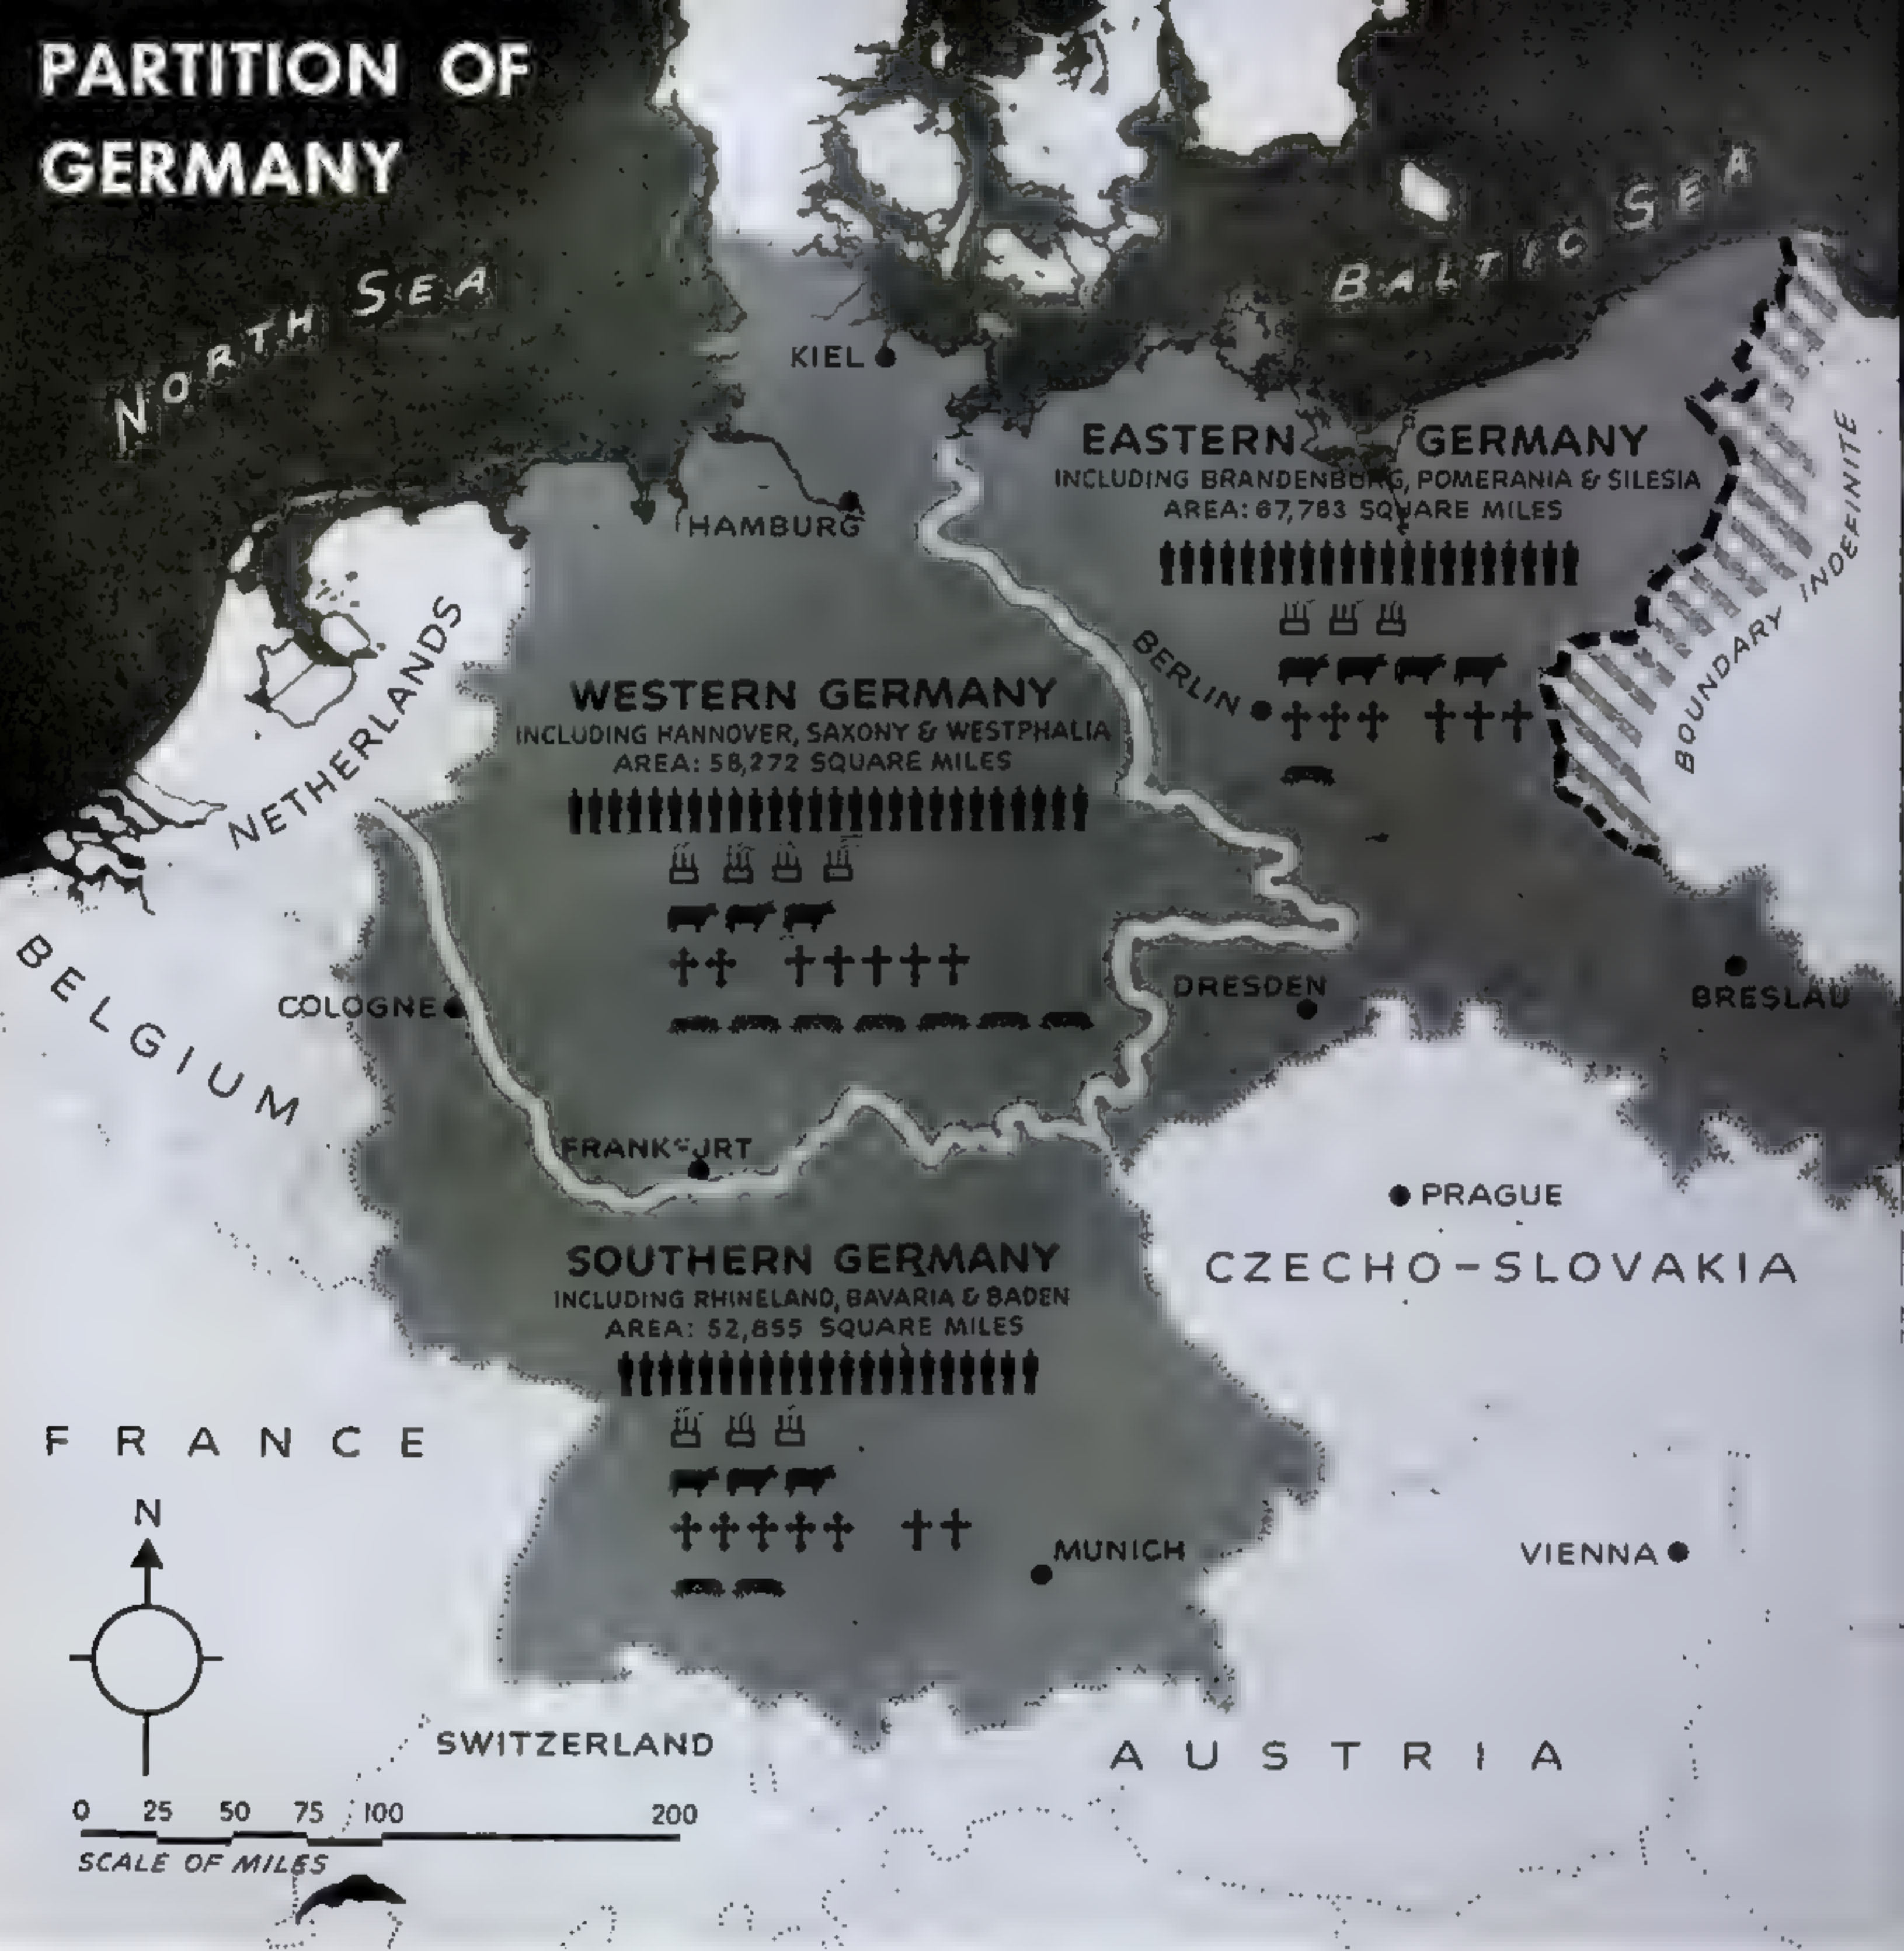 PARTITION OF
GERMANY
NORTH SEA
BALTIC SEA
KIEL
HAMBURG
EASTERN GERMANY
INCLUDING BRANDENBURG, POMERANIA & SILESIA
AREA: 67,783 SQUARE MILES
BOUNDARY INDEFINITE
BERLIN
NETHERLANDS
WESTERN GERMANY
INCLUDING HANNOVER, SAXONY & WESTPHALIA
AREA: 58,272 SQUARE MILES
BELGIUM
COLOGNE
DRESDEN
BRESLAU
FRANKFURT
PRAGUE
CZECHO-SLOVAKIA
SOUTHERN GERMANY
INCLUDING RHINELAND, BAVARIA & BADEN
AREA: 52,855 SQUARE MILES
FRANCE
N
MUNICH
VIENNA
SWITZERLAND
AUSTRIA
0 25 50 75 100 200
SCALE OF MILES